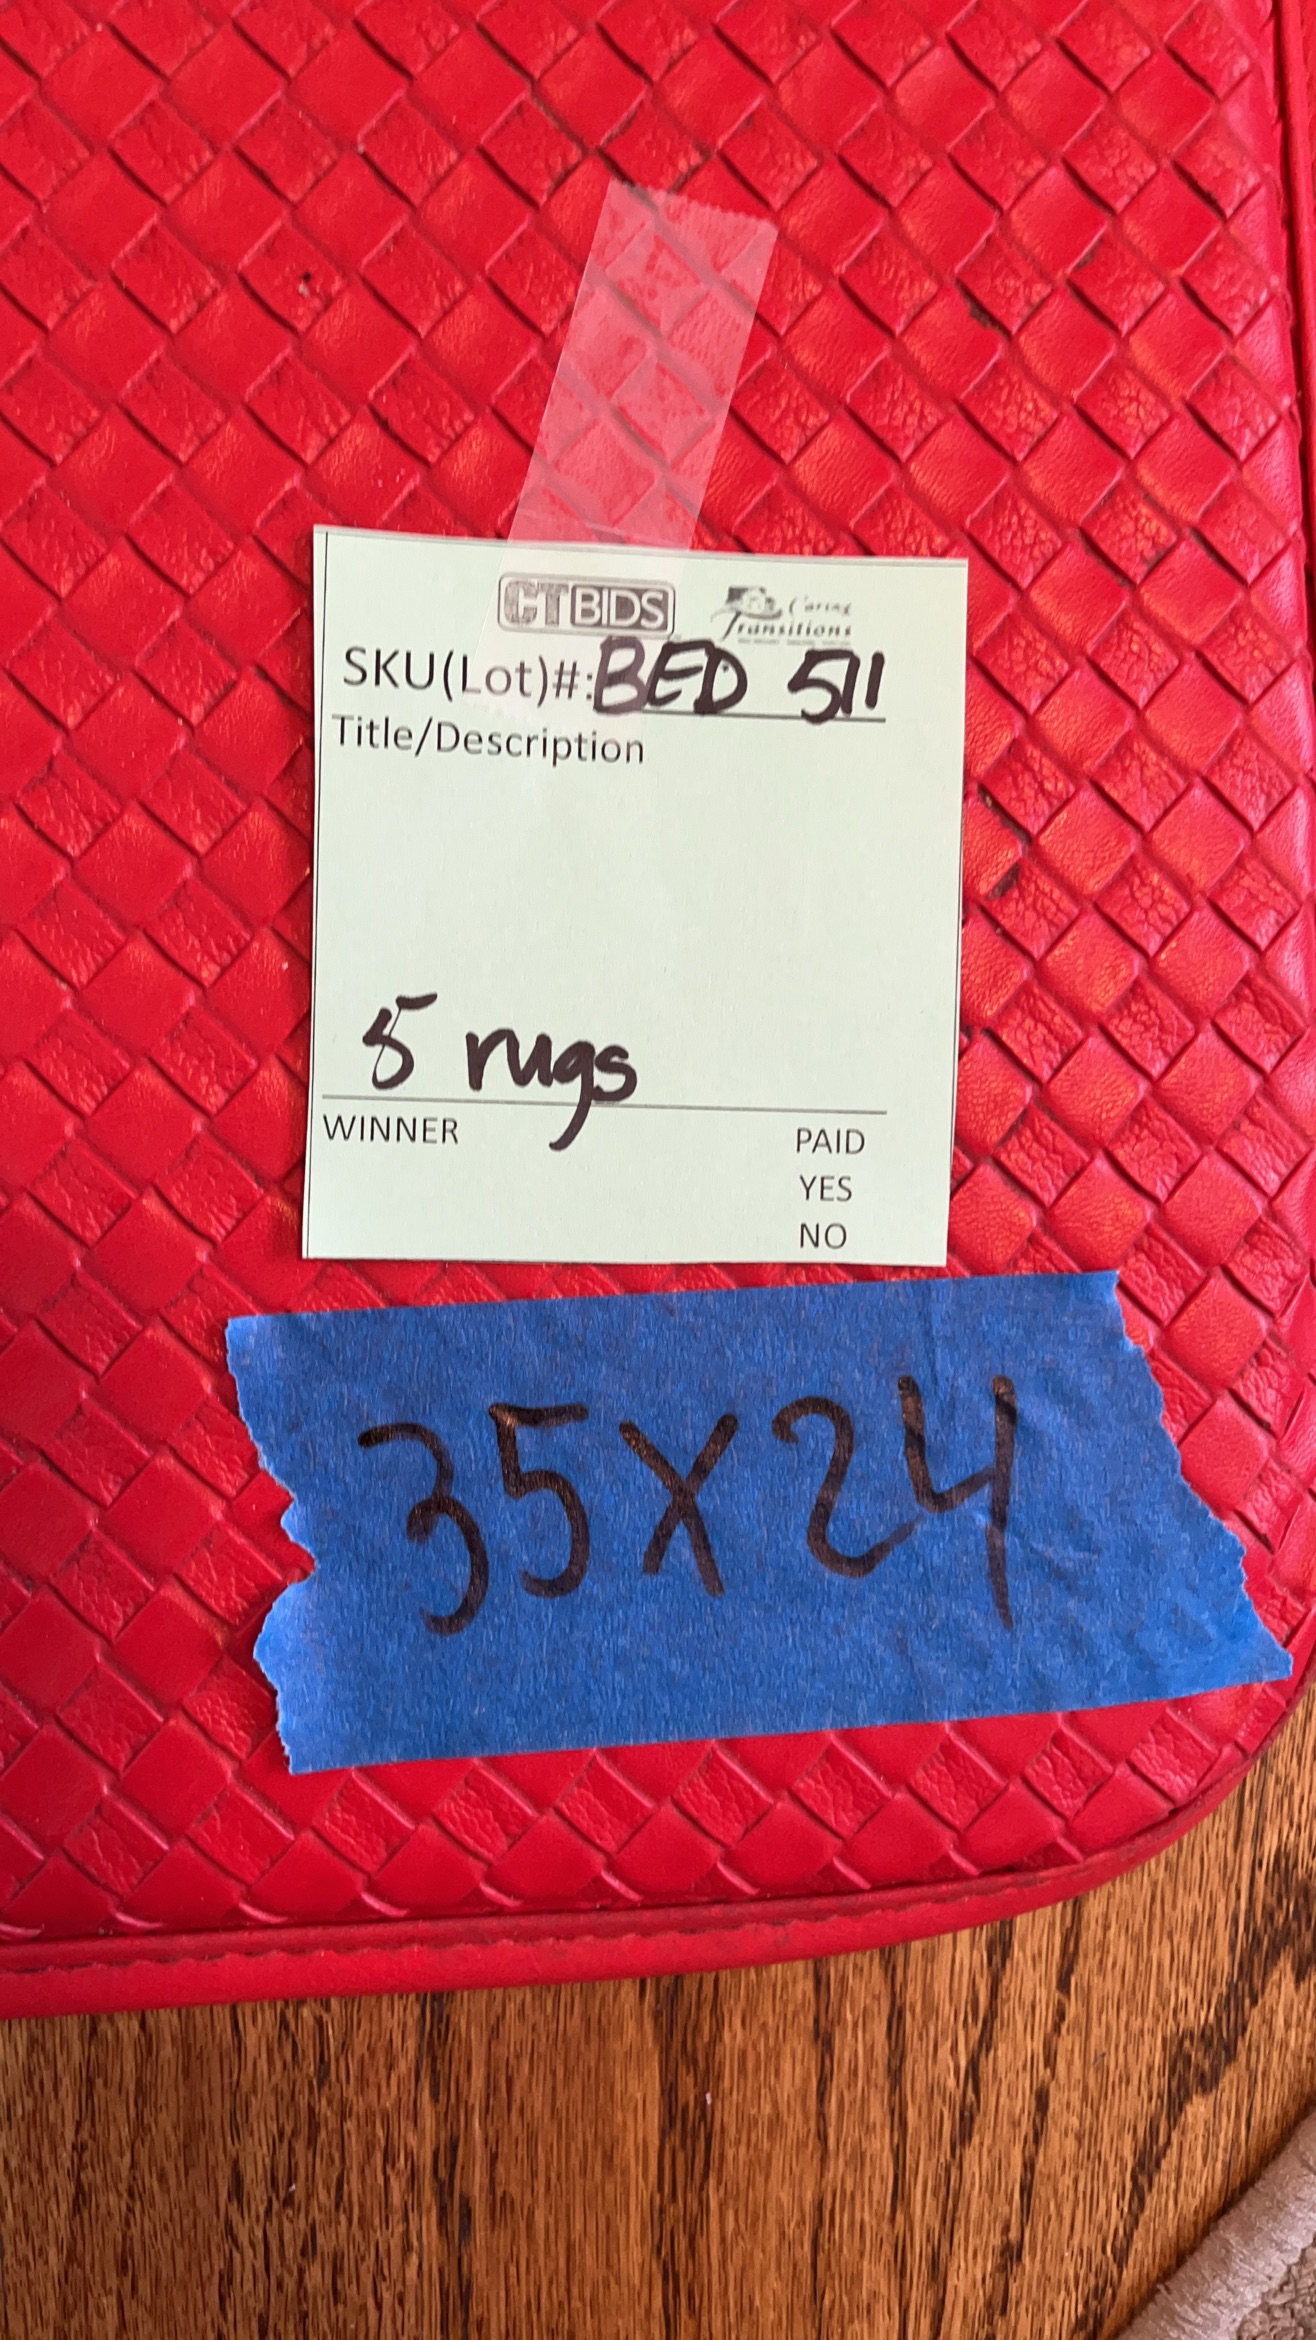 CTBIDS Caring Transitions
SKU(Lot)#: BED 511
Title/Description
5 rugs
WINNER PAID
YES
NO
35X24